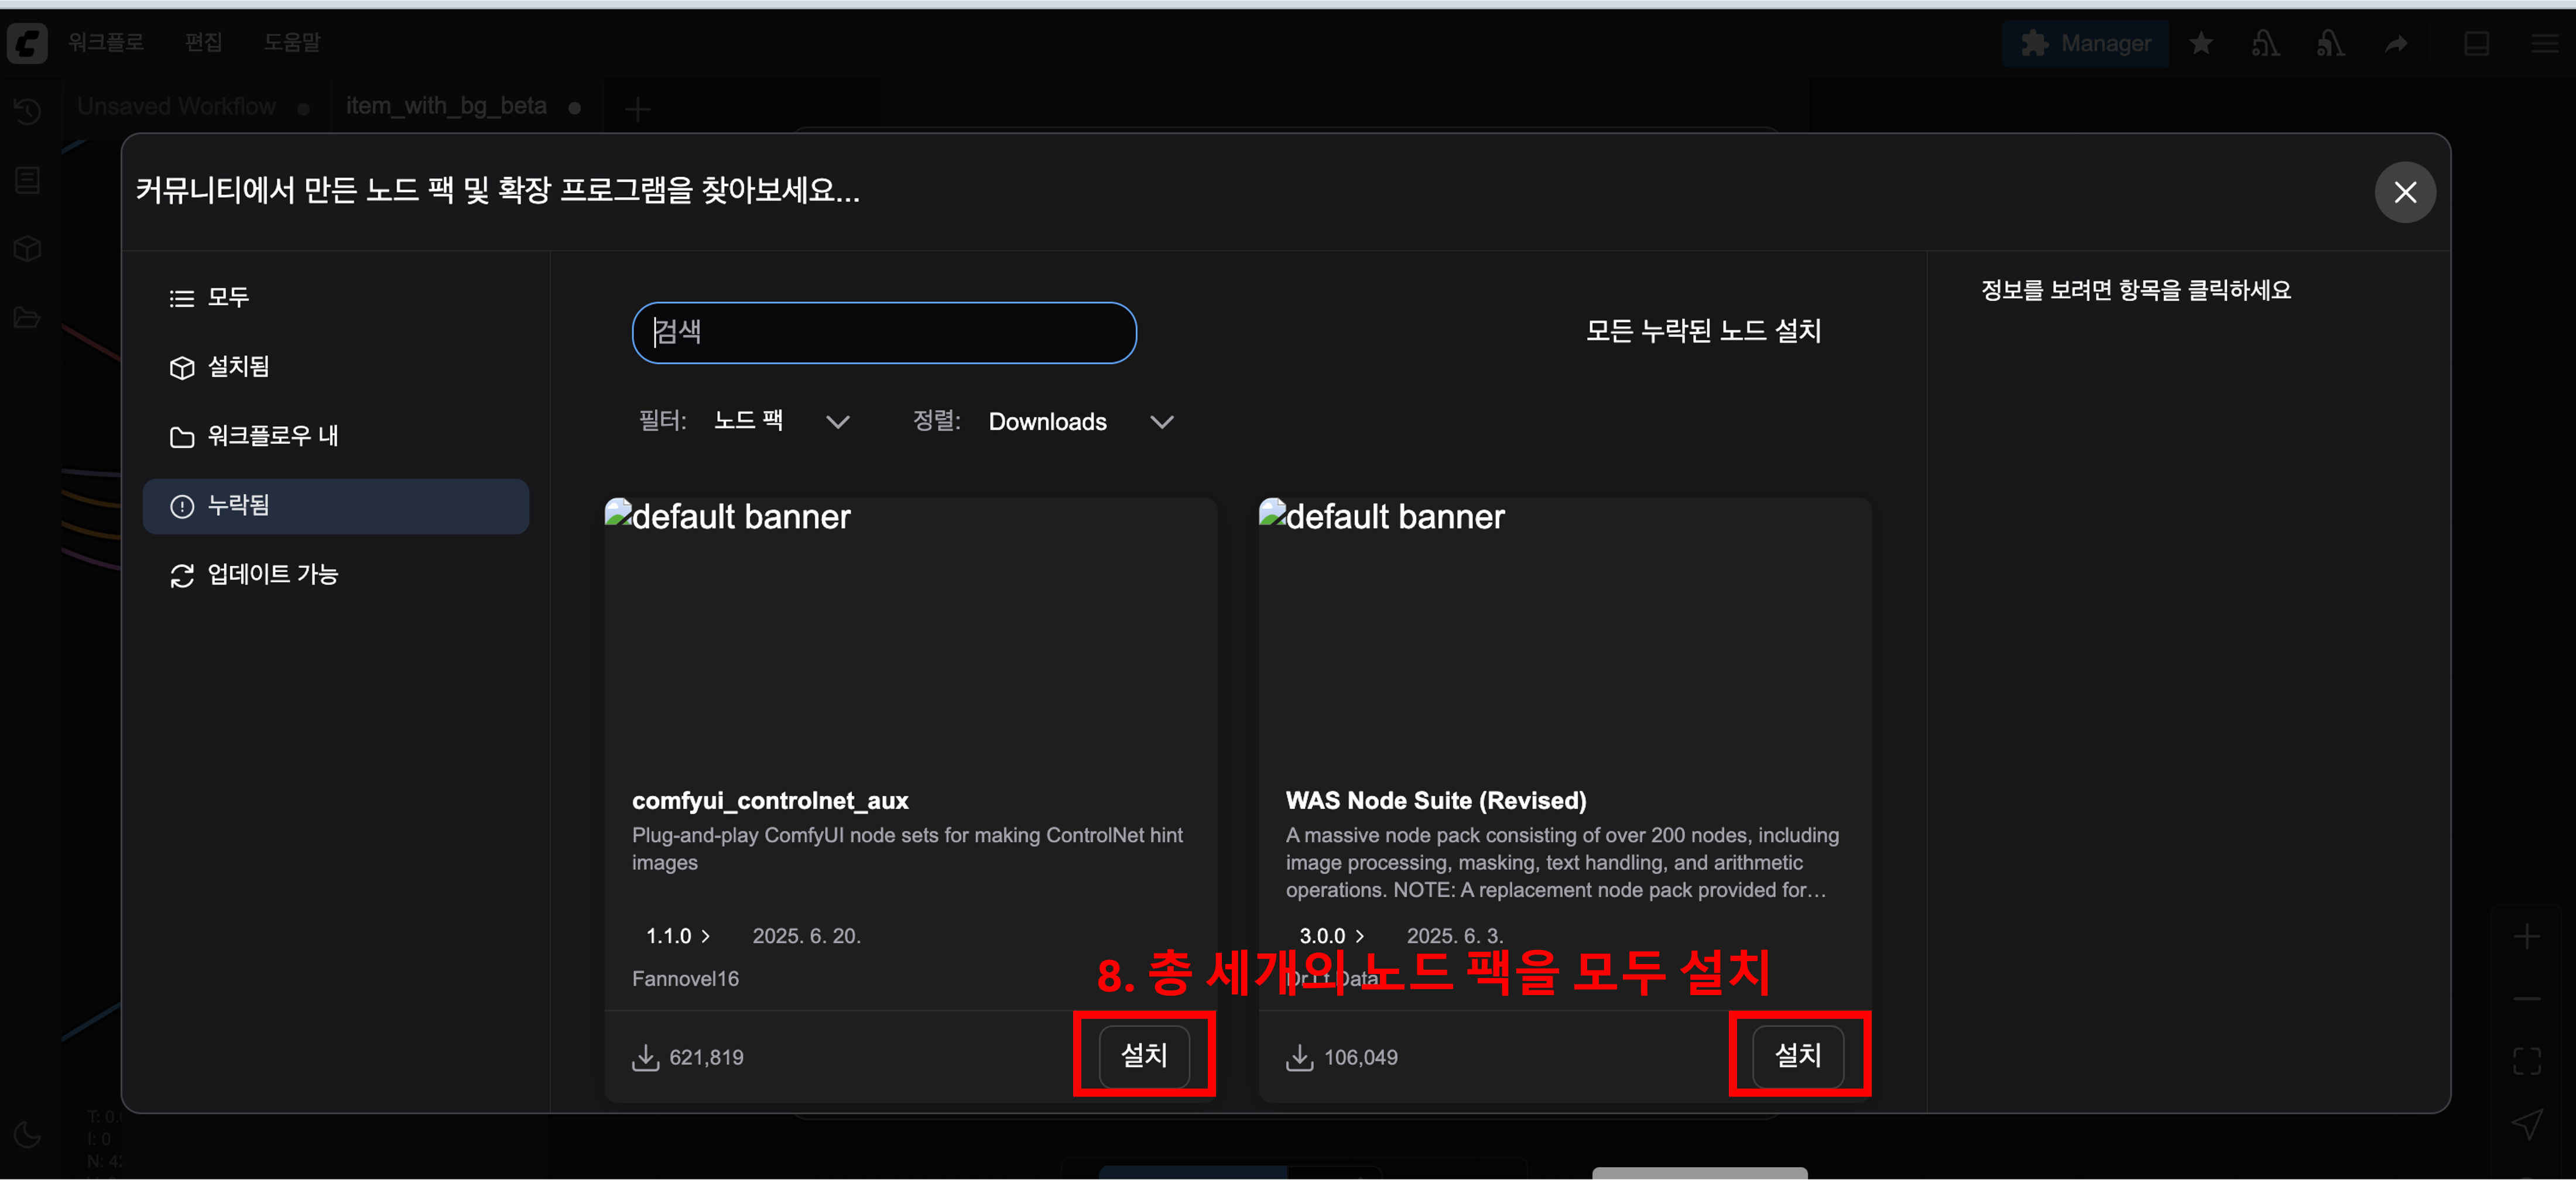 워크플로 편집 도움말 Manager
Unsaved Workflow item_with_bg_beta
커뮤니티에서 만든 노드 팩 및 확장 프로그램을 찾아보세요...
모두
설치됨
워크플로우 내
누락됨
업데이트 가능
검색
모든 누락된 노드 설치
필터: 노드 팩 정렬: Downloads
정보를 보려면 항목을 클릭하세요
default banner
comfyui_controlnet_aux
Plug-and-play ComfyUI node sets for making ControlNet hint
images
1.1.0 2025. 6. 20.
Fannovel16
621,819 설치
default banner
WAS Node Suite (Revised)
A massive node pack consisting of over 200 nodes, including
image processing, masking, text handling, and arithmetic
operations. NOTE: A replacement node pack provided for…
3.0.0 2025. 6. 3.
Dr.Lt.Data
106,049 설치
8. 총 세개의 노드 팩을 모두 설치
T: 0.
I: 0
N: 42